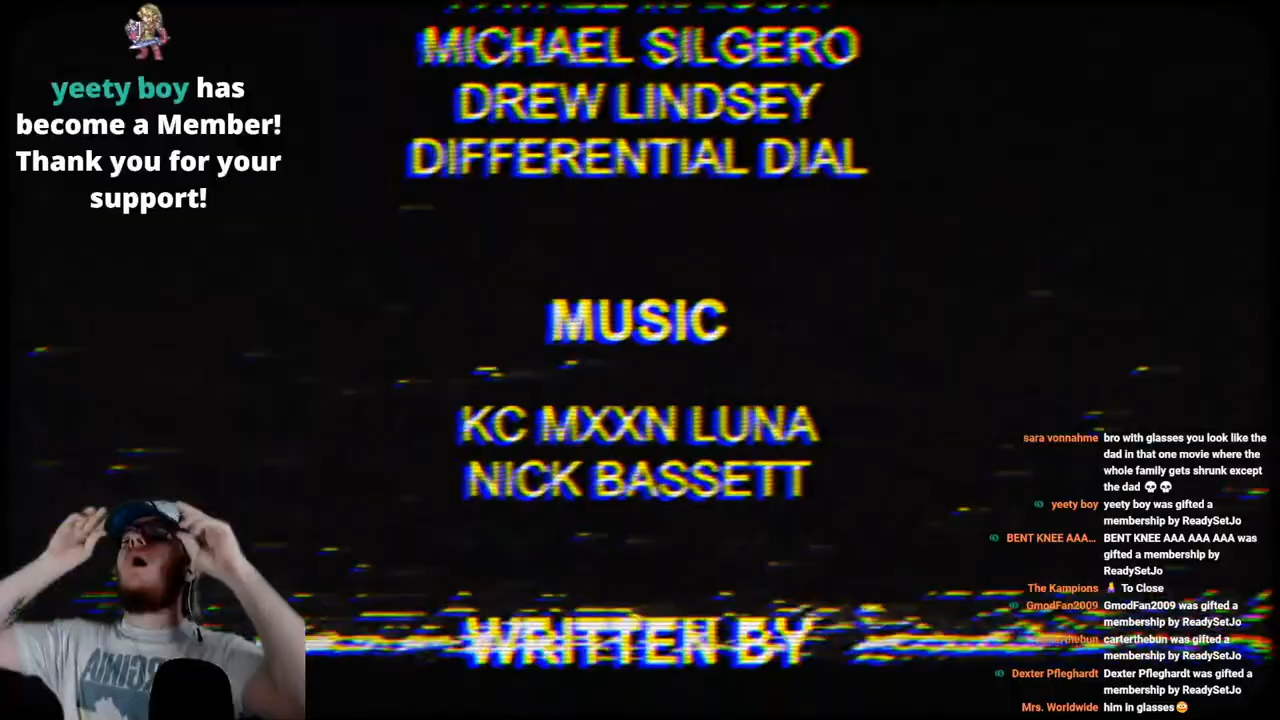 yeety boy has
become a Member!
Thank you for your
support!
MICHAEL SILGERO
DREW LINDSEY
DIFFERENTIAL DIAL
MUSIC
KC MXXN LUNA
NICK BASSETT
WRITTEN BY
sara vonnahme bro with glasses you look like the
dad in that one movie where the
whole family gets shrunk except
the dad 💀💀
yeety boy yeety boy was gifted a
membership by ReadySetJo
BENT KNEE AAA... BENT KNEE AAA AAA AAA was
gifted a membership by
ReadySetJo
The Kampions To Close
GmodFan2009 GmodFan2009 was gifted a
membership by ReadySetJo
carterthebun was gifted a
membership by ReadySetJo
Dexter Pfleghardt Dexter Pfleghardt was gifted a
membership by ReadySetJo
Mrs. Worldwide him in glasses😳